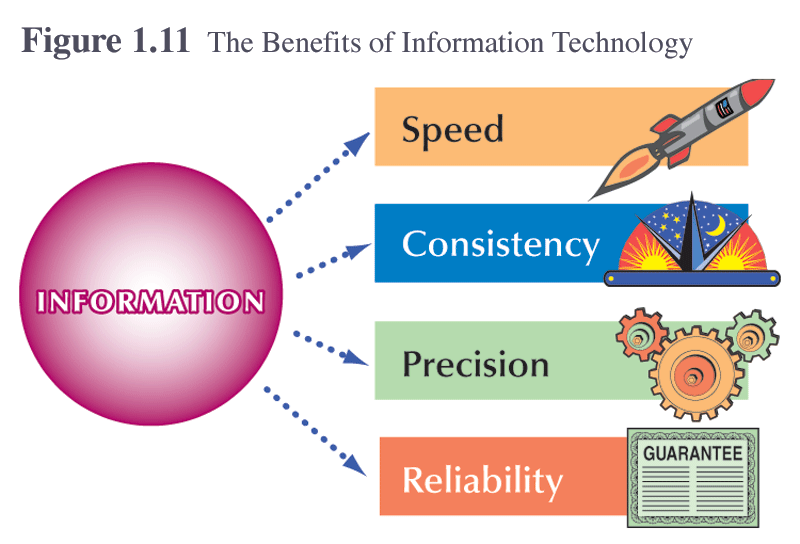 Figure 1.11 The Benefits of Information Technology
Speed
Consistency
INFORMATION
Precision
Reliability
GUARANTEE